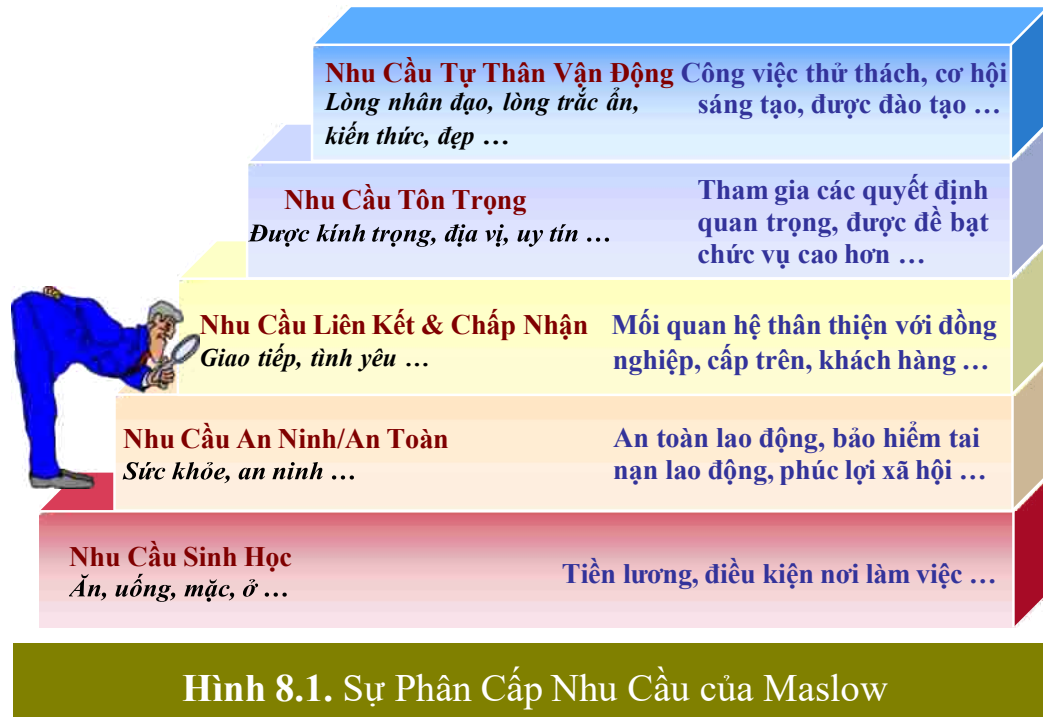 Nhu Cầu Tự Thân Vận Động Công việc thử thách, cơ hội
Lòng nhân đạo, lòng trắc ẩn, sáng tạo, được đào tạo …
kiến thức, đẹp …
Nhu Cầu Tôn Trọng
Được kính trọng, địa vị, uy tín …
Tham gia các quyết định
quan trọng, được đề bạt
chức vụ cao hơn …
Nhu Cầu Liên Kết & Chấp Nhận
Giao tiếp, tình yêu …
Mối quan hệ thân thiện với đồng
nghiệp, cấp trên, khách hàng …
Nhu Cầu An Ninh/An Toàn
Sức khỏe, an ninh …
An toàn lao động, bảo hiểm tai
nạn lao động, phúc lợi xã hội …
Nhu Cầu Sinh Học
Ăn, uống, mặc, ở …
Tiền lương, điều kiện nơi làm việc …
Hình 8.1. Sự Phân Cấp Nhu Cầu của Maslow